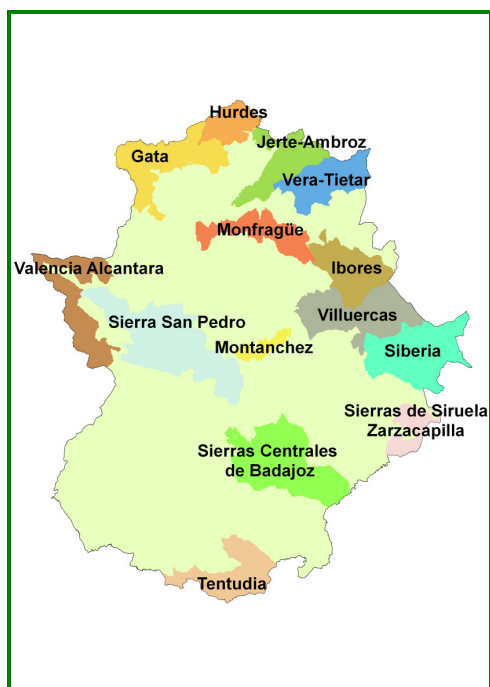 Hurdes
Jerte-Ambroz
Gata
Vera-Tietar
Monfragüe
Valencia Alcantara
Ibores
Sierra San Pedro
Villuercas
Montanchez
Siberia
Sierras de Siruela
Zarzacapilla
Sierras Centrales
de Badajoz
Tentudia